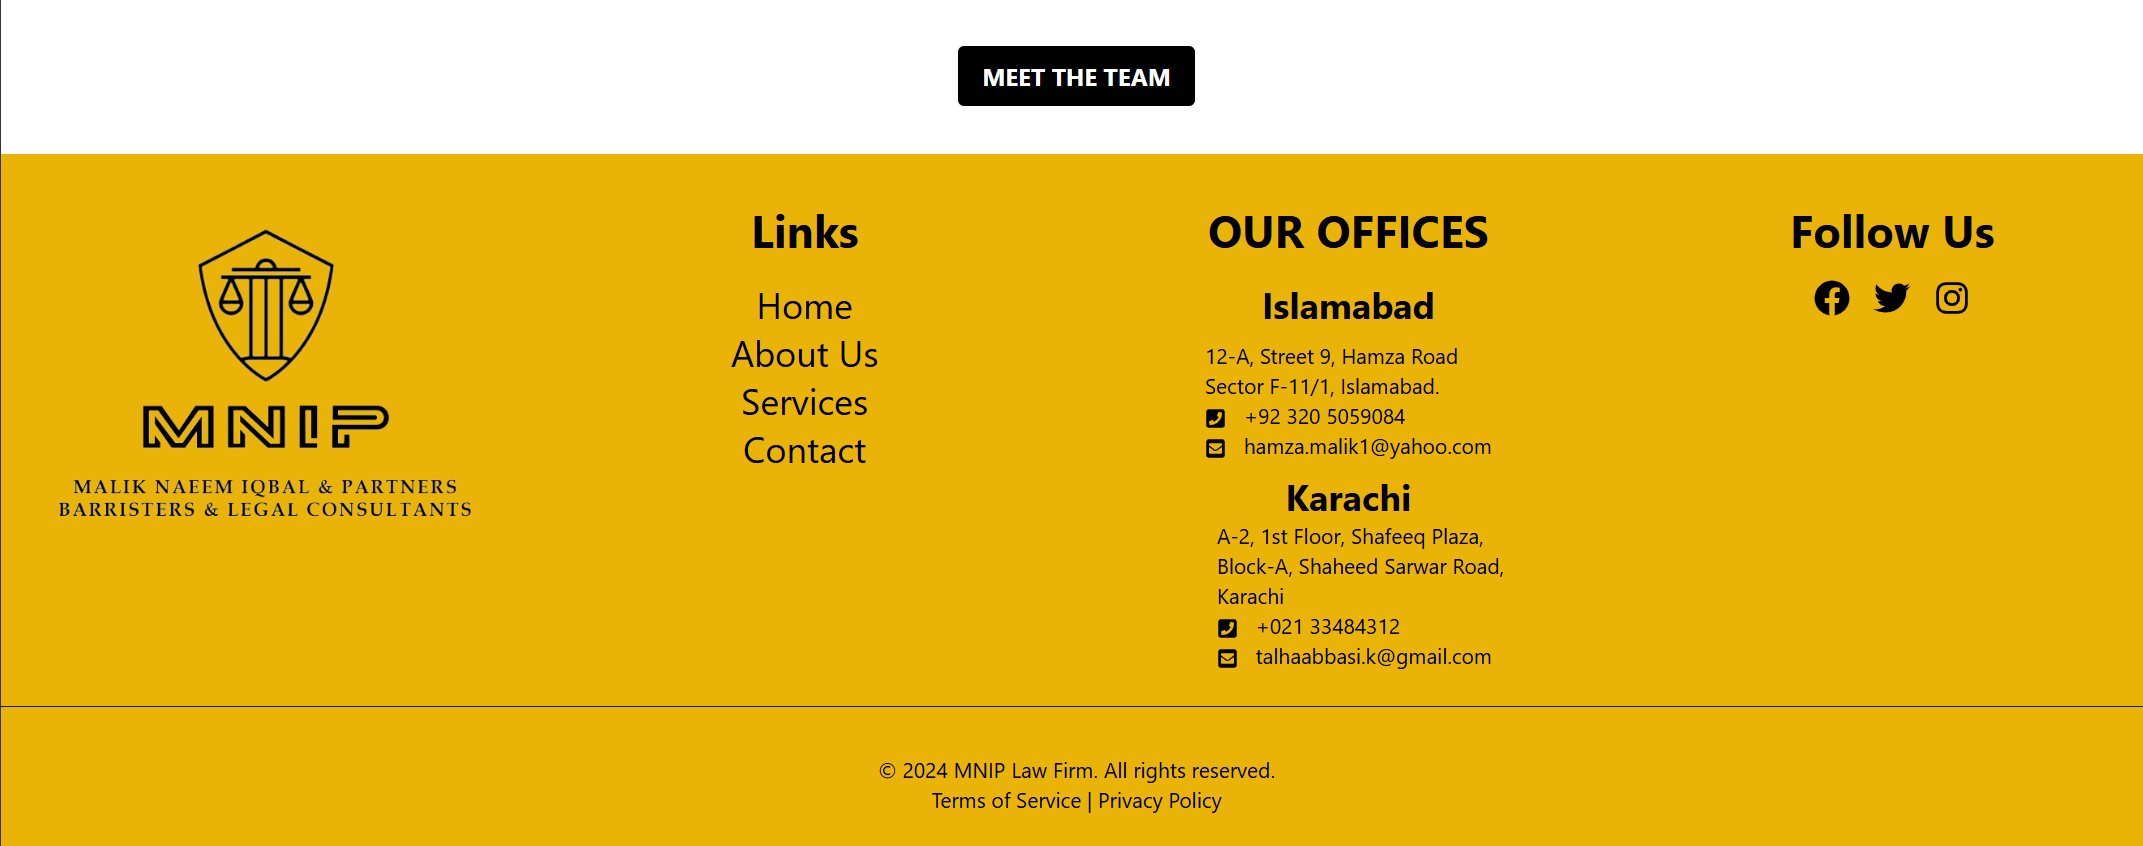 MEET THE TEAM
MNIP
MALIK NAEEM IQBAL & PARTNERS
BARRISTERS & LEGAL CONSULTANTS
Links
Home
About Us
Services
Contact
OUR OFFICES
Islamabad
12-A, Street 9, Hamza Road
Sector F-11/1, Islamabad.
+92 320 5059084
hamza.malik1@yahoo.com
Karachi
A-2, 1st Floor, Shafeeq Plaza,
Block-A, Shaheed Sarwar Road,
Karachi
+021 33484312
talhaabbasi.k@gmail.com
Follow Us
© 2024 MNIP Law Firm. All rights reserved.
Terms of Service | Privacy Policy